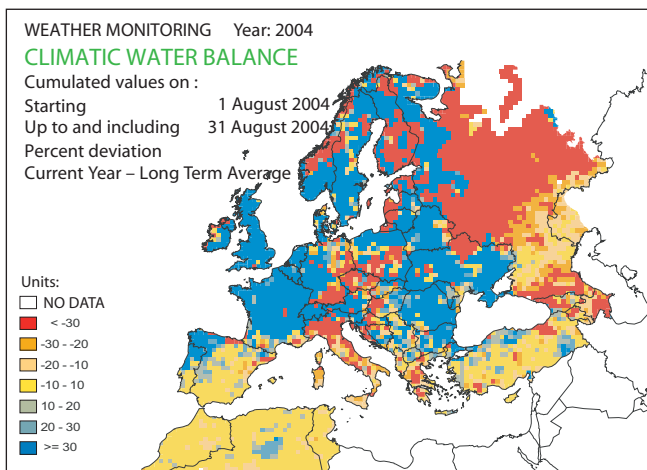 WEATHER MONITORING Year: 2004
CLIMATIC WATER BALANCE
Cumulated values on :
Starting 1 August 2004
Up to and including 31 August 2004
Percent deviation
Current Year – Long Term Average
Units:
NO DATA
< -30
-30 - -20
-20 - -10
-10 - 10
10 - 20
20 - 30
>= 30